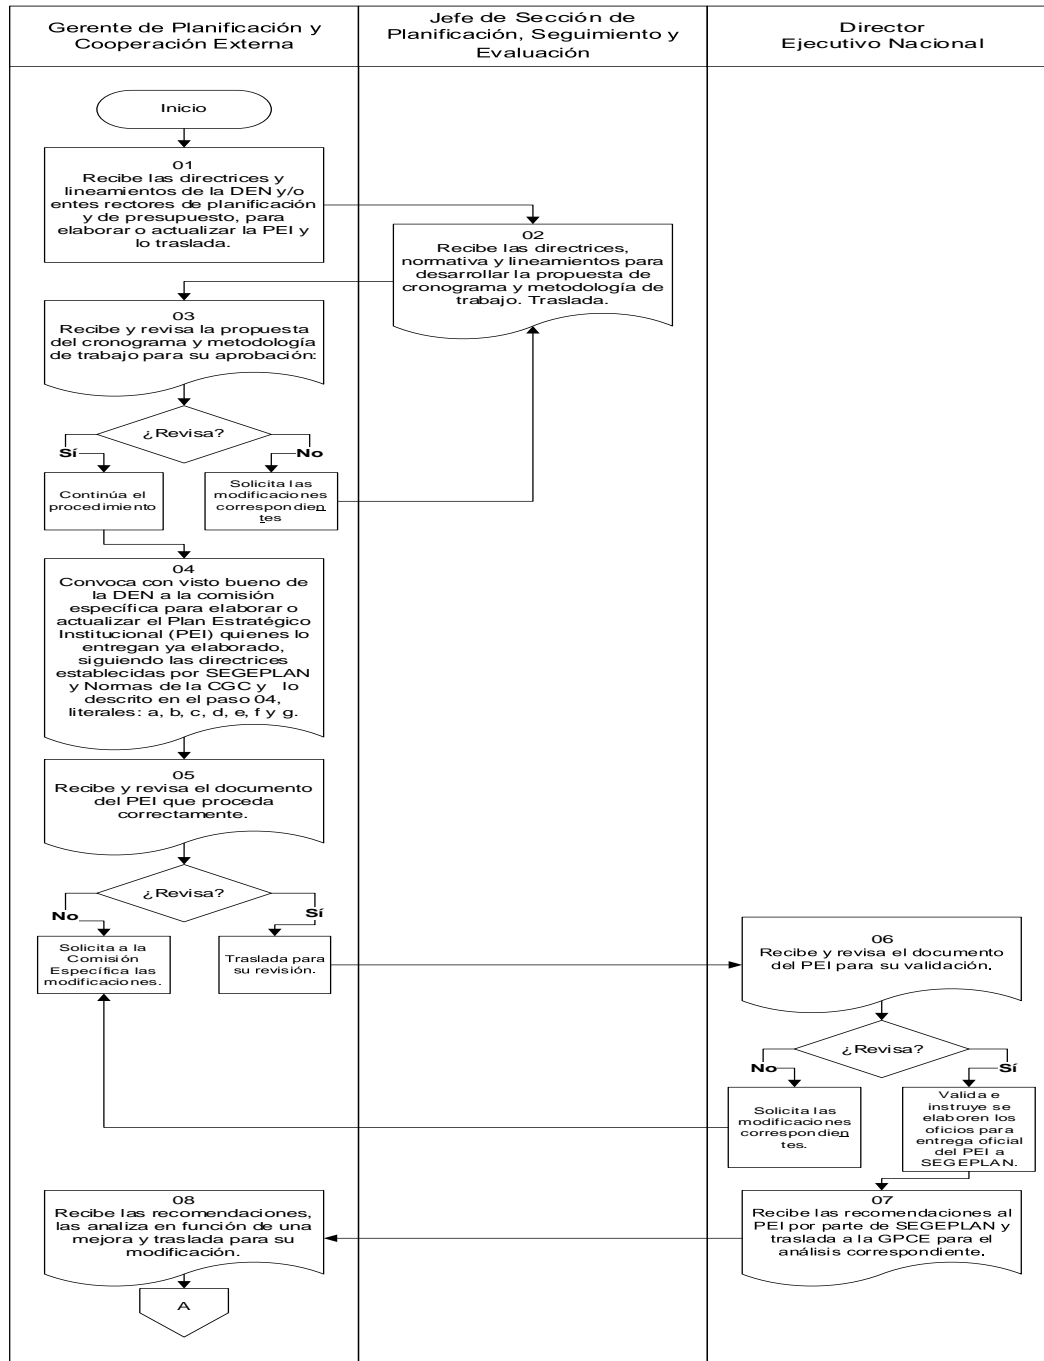 Gerente de Planificación y
Cooperación Externa
Jefe de Sección de
Planificación, Seguimiento y
Evaluación
Director
Ejecutivo Nacional
Inicio
01
Recibe las directrices y
lineamientos de la DEN y/o
entes rectores de planificación
y de presupuesto, para
elaborar o actualizar la PEI y
lo traslada.
02
Recibe las directrices,
normativa y lineamientos para
desarrollar la propuesta de
cronograma y metodología de
trabajo. Traslada.
03
Recibe y revisa la propuesta
del cronograma y metodología
de trabajo para su aprobación:
¿Revisa?
Sí
No
Continúa el
procedimiento
Solicita las
modificaciones
correspondien
tes
04
Convoca con visto bueno de
la DEN a la comisión
específica para elaborar o
actualizar el Plan Estratégico
Institucional (PEI) quienes lo
entregan ya elaborado,
siguiendo las directrices
establecidas por SEGEPLAN
y Normas de la CGC y lo
descrito en el paso 04,
literales: a, b, c, d, e, f y g.
05
Recibe y revisa el documento
del PEI que proceda
correctamente.
¿Revisa?
No
Sí
Solicita a la
Comisión
Específica las
modificaciones.
Traslada para
su revisión.
06
Recibe y revisa el documento
del PEI para su validación.
¿Revisa?
No
Sí
Solicita las
modificaciones
correspondien
tes.
Valida e
instruye se
elaboren los
oficios para
entrega oficial
del PEI a
SEGEPLAN.
07
Recibe las recomendaciones al
PEI por parte de SEGEPLAN y
traslada a la GPCE para el
análisis correspondiente.
08
Recibe las recomendaciones,
las analiza en función de una
mejora y traslada para su
modificación.
A